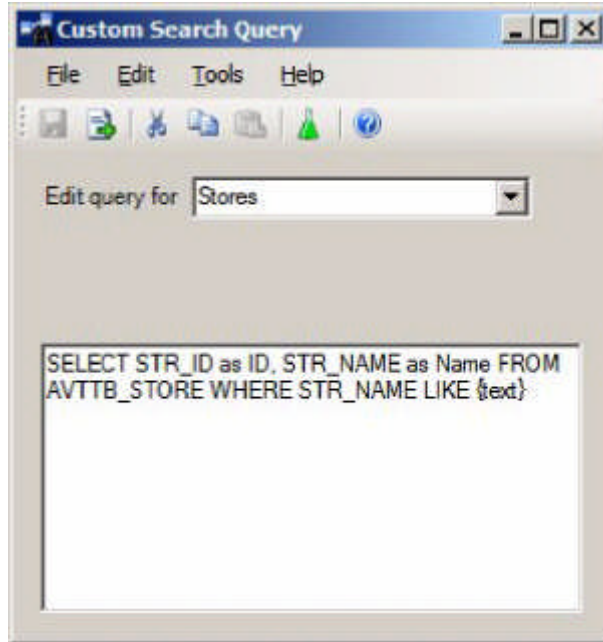 Custom Search Query
File Edit Tools Help
Edit query for Stores
SELECT STR_ID as ID, STR_NAME as Name FROM
AVTTB_STORE WHERE STR_NAME LIKE {text}